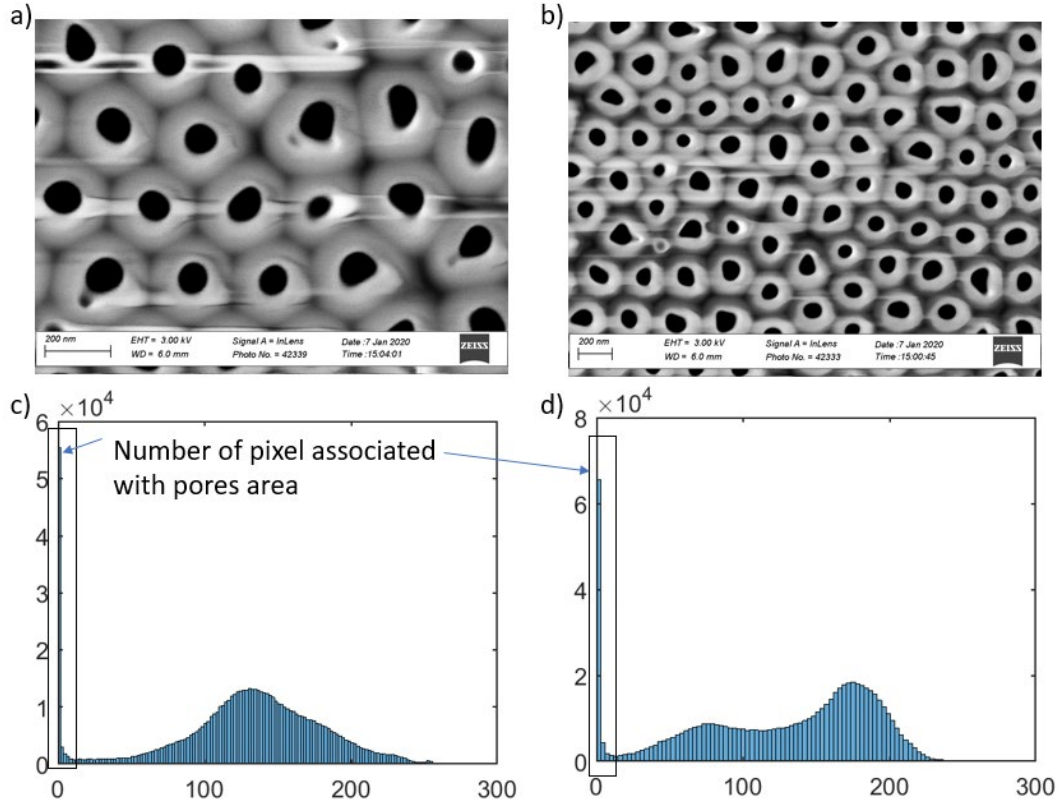 a)
200 nm
EHT = 3.00 kV
WD = 6.0 mm
Signal A = InLens
Photo No. = 42339
Date :7 Jan 2020
Time :15:04:01
ZEISS
b)
200 nm
EHT = 3.00 kV
WD = 6.0 mm
Signal A = InLens
Photo No. = 42333
Date :7 Jan 2020
Time :15:00:45
ZEISS
c)
×10⁴
6
5
4
3
2
1
0
0 100 200 300
Number of pixel associated
with pores area
d)
×10⁴
8
6
4
2
0
0 100 200 300